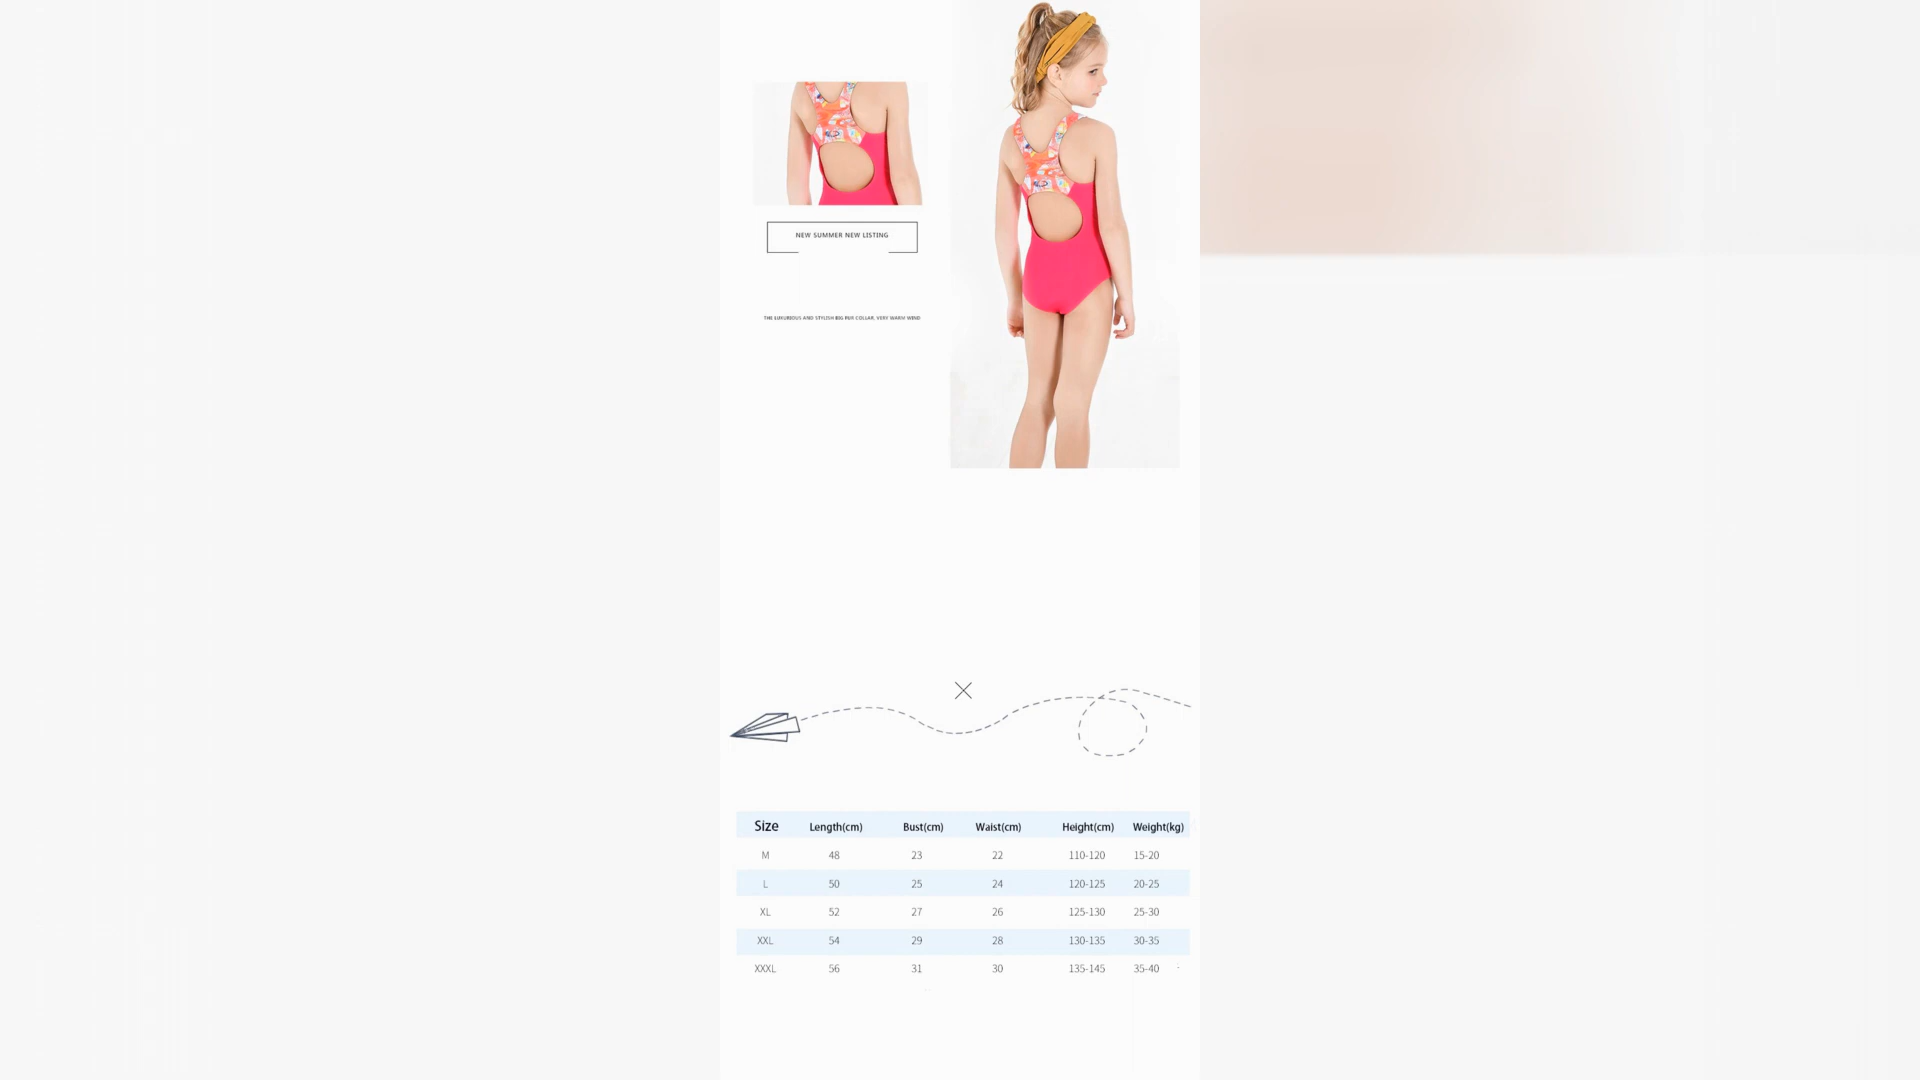 NEW SUMMER NEW LISTING
THE LUXURIOUS AND STYLISH BIG FUR COLLAR, VERY WARM WIND
Size Length(cm) Bust(cm) Waist(cm) Height(cm) Weight(kg)
M 48 23 22 110-120 15-20
L 50 25 24 120-125 20-25
XL 52 27 26 125-130 25-30
XXL 54 29 28 130-135 30-35
XXXL 56 31 30 135-145 35-40